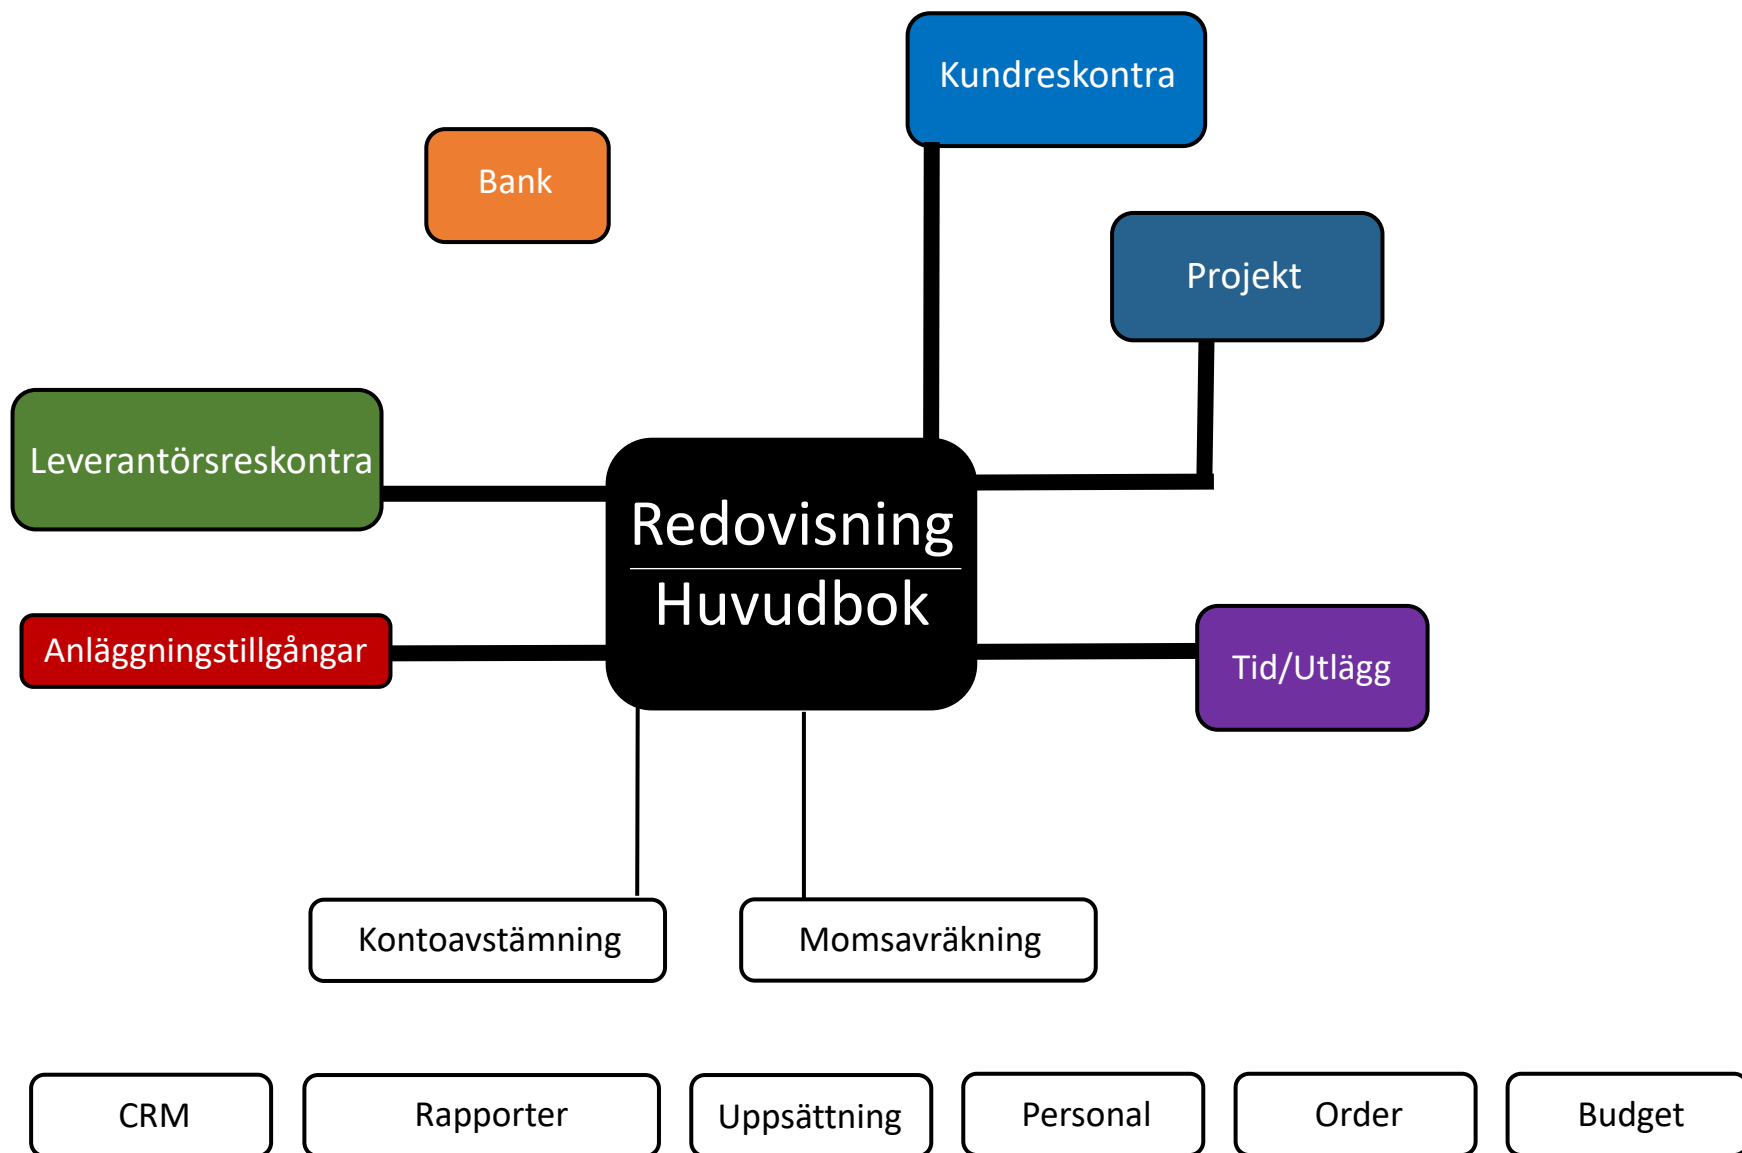 Kundreskontra
Bank
Projekt
Leverantörsreskontra
Redovisning
Huvudbok
Anläggningstillgångar
Tid/Utlägg
Kontoavstämning
Momsavräkning
CRM
Rapporter
Uppsättning
Personal
Order
Budget